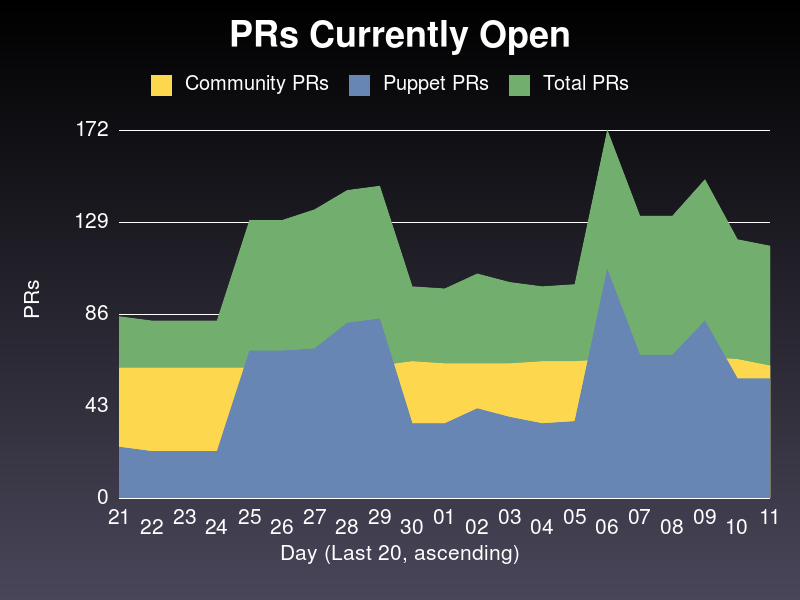 PRs Currently Open
Community PRs Puppet PRs Total PRs
172
129
86
43
0
PRs
21 22 23 24 25 26 27 28 29 30 01 02 03 04 05 06 07 08 09 10 11
Day (Last 20, ascending)